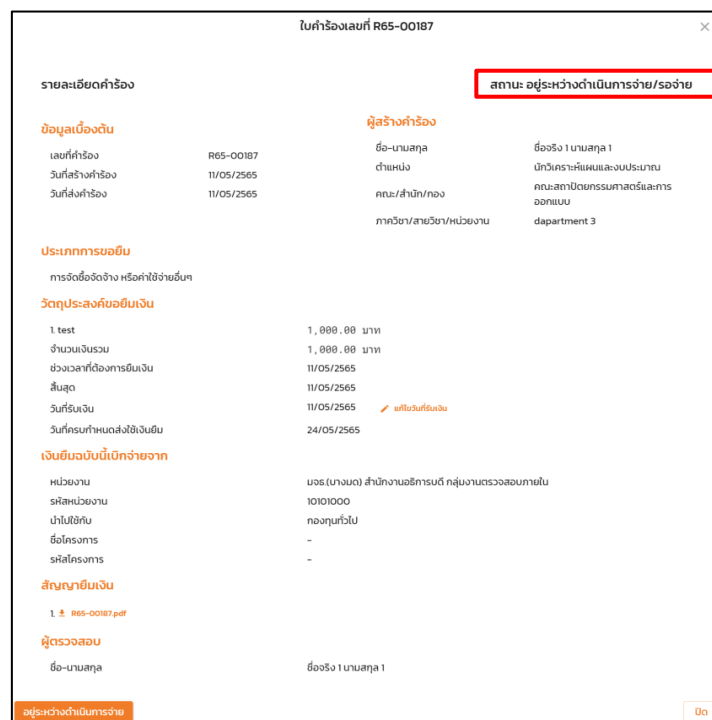 ใบคำร้องเลขที่ R65-00187
รายละเอียดคำร้อง
สถานะ อยู่ระหว่างดำเนินการจ่าย/รอจ่าย
ข้อมูลเบื้องต้น
เลขที่คำร้อง R65-00187
วันที่สร้างคำร้อง 11/05/2565
วันที่ส่งคำร้อง 11/05/2565
ผู้สร้างคำร้อง
ชื่อ-นามสกุล ชื่อจริง 1 นามสกุล 1
ตำแหน่ง นักวิเคราะห์แผนและงบประมาณ
คณะ/สำนัก/กอง คณะสถาปัตยกรรมศาสตร์และการ
ออกแบบ
ภาควิชา/สายวิชา/หน่วยงาน dapartment 3
ประเภทการขอยืม
การจัดซื้อจัดจ้าง หรือค่าใช้จ่ายอื่นๆ
วัตถุประสงค์ขอยืมเงิน
1. test 1,000.00 บาท
จำนวนเงินรวม 1,000.00 บาท
ช่วงเวลาที่ต้องการยืมเงิน 11/05/2565
สิ้นสุด 11/05/2565
วันที่รับเงิน 11/05/2565 แก้ไขวันที่รับเงิน
วันที่ครบกำหนดส่งใช้เงินยืม 24/05/2565
เงินยืมฉบับนี้เบิกจ่ายจาก
หน่วยงาน มจธ.(บางมด) สำนักงานอธิการบดี กลุ่มงานตรวจสอบภายใน
รหัสหน่วยงาน 10101000
นำไปใช้กับ กองทุนทั่วไป
ชื่อโครงการ -
รหัสโครงการ -
สัญญายืมเงิน
1. R65-00187.pdf
ผู้ตรวจสอบ
ชื่อ-นามสกุล ชื่อจริง 1 นามสกุล 1
อยู่ระหว่างดำเนินการจ่าย
ปิด